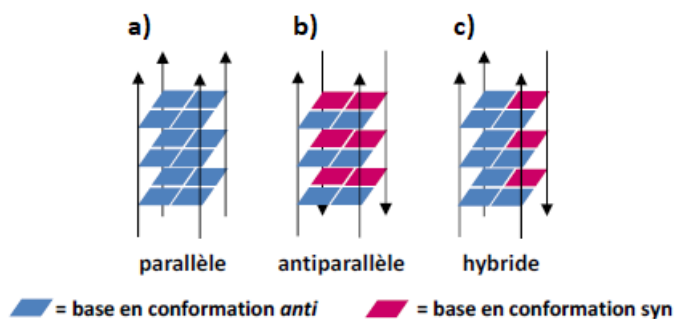 a) b) c)
parallèle antiparallèle hybride
= base en conformation anti = base en conformation syn